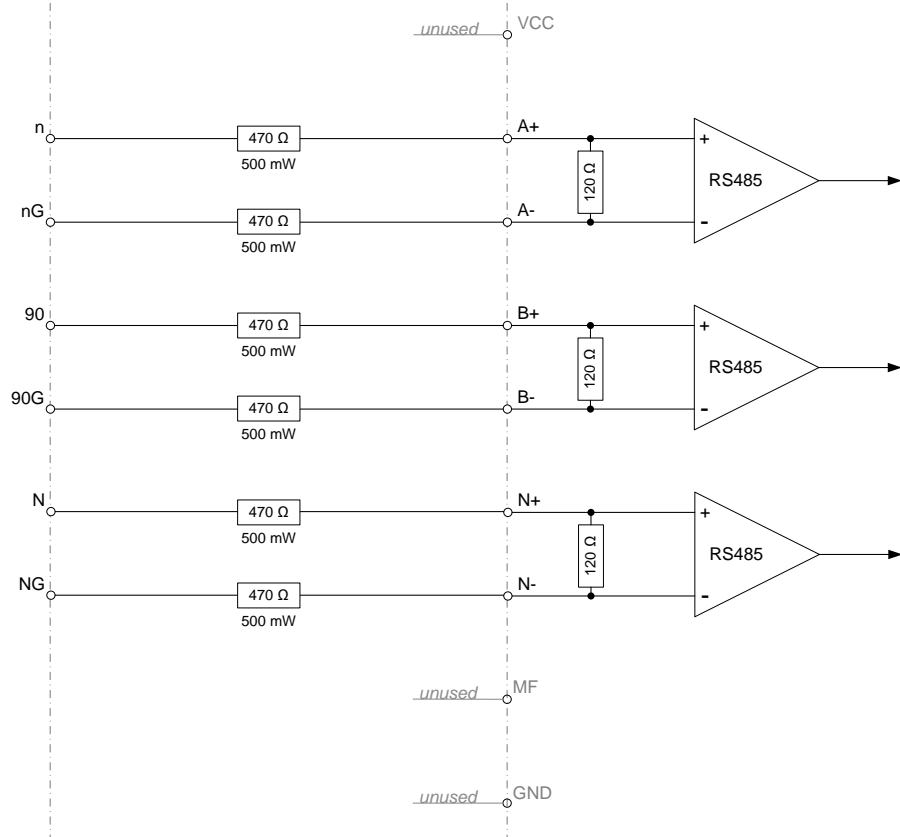 unused VCC
n 470 Ω A+
500 mW
120 Ω
+
RS485
nG 470 Ω A- -
500 mW
90 470 Ω B+
500 mW
120 Ω
+
RS485
90G 470 Ω B- -
500 mW
N 470 Ω N+
500 mW
120 Ω
+
RS485
NG 470 Ω N- -
500 mW
unused MF
unused GND